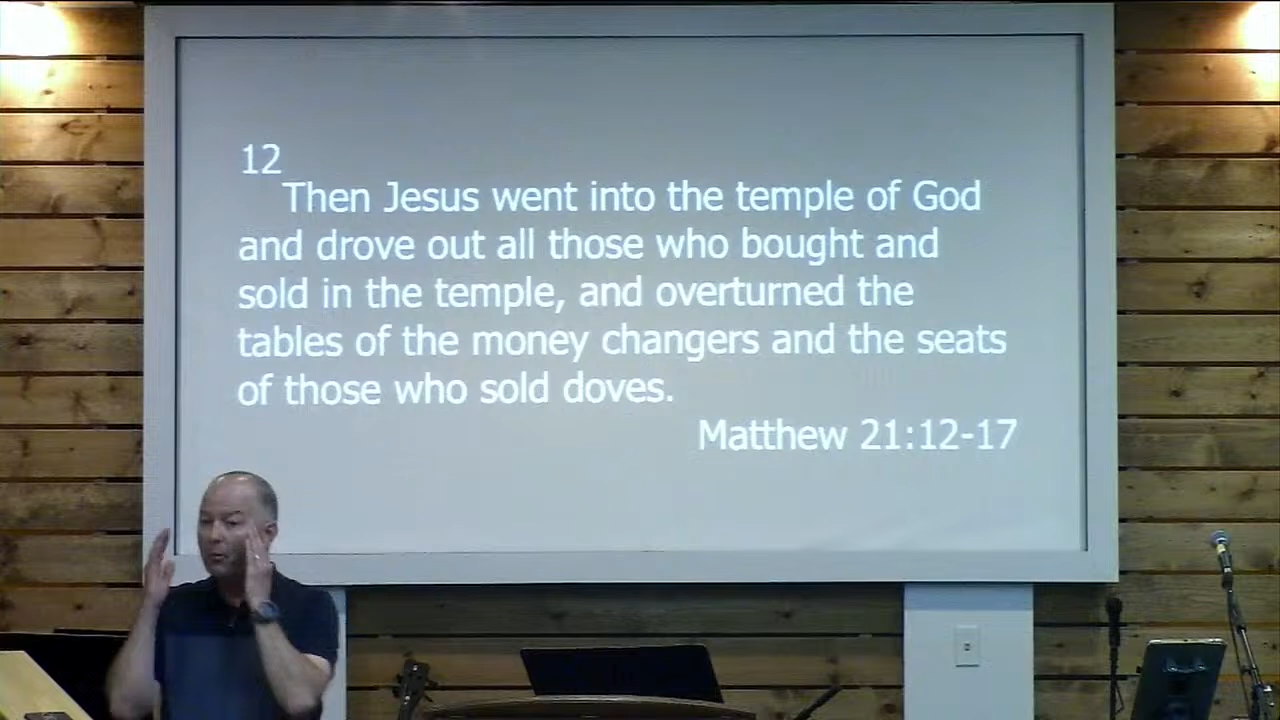 12
Then Jesus went into the temple of God
and drove out all those who bought and
sold in the temple, and overturned the
tables of the money changers and the seats
of those who sold doves.
Matthew 21:12-17